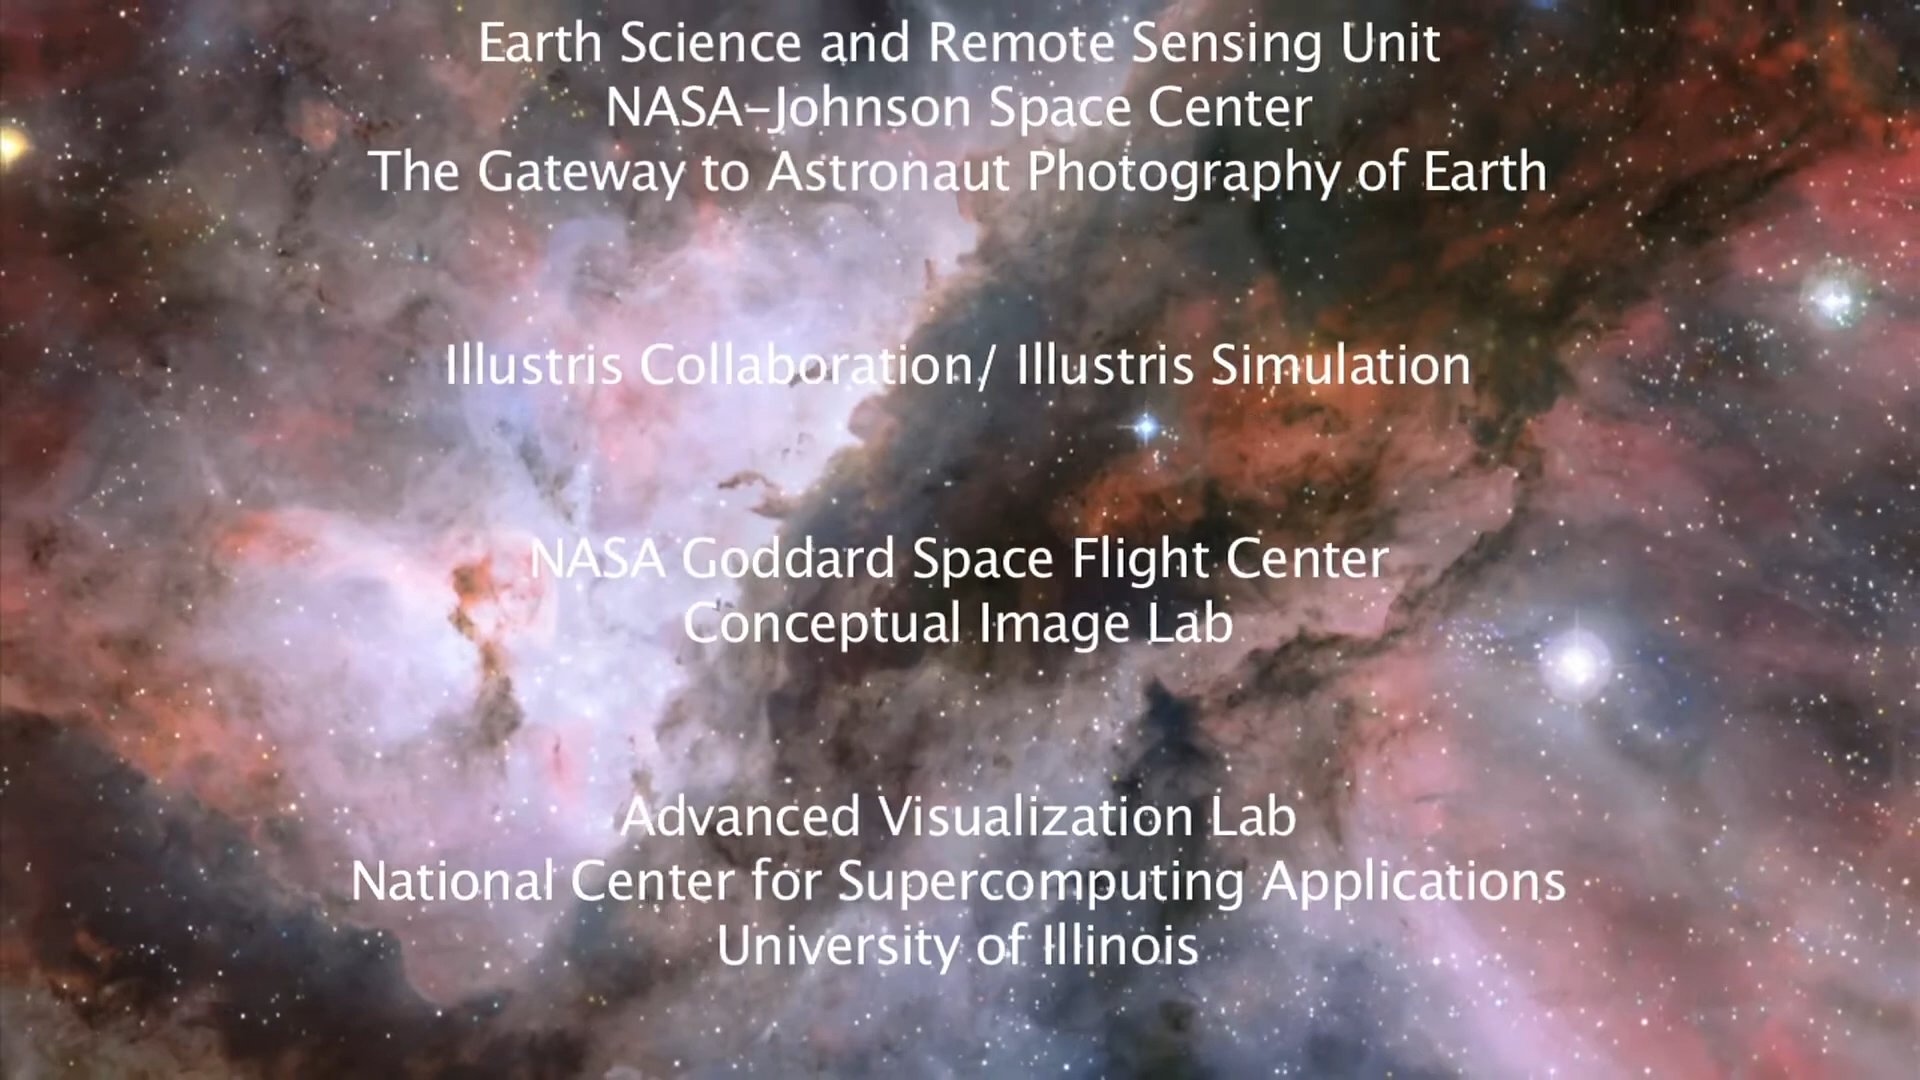 Earth Science and Remote Sensing Unit
NASA-Johnson Space Center
The Gateway to Astronaut Photography of Earth
Illustris Collaboration/ Illustris Simulation
NASA Goddard Space Flight Center
Conceptual Image Lab
Advanced Visualization Lab
National Center for Supercomputing Applications
University of Illinois